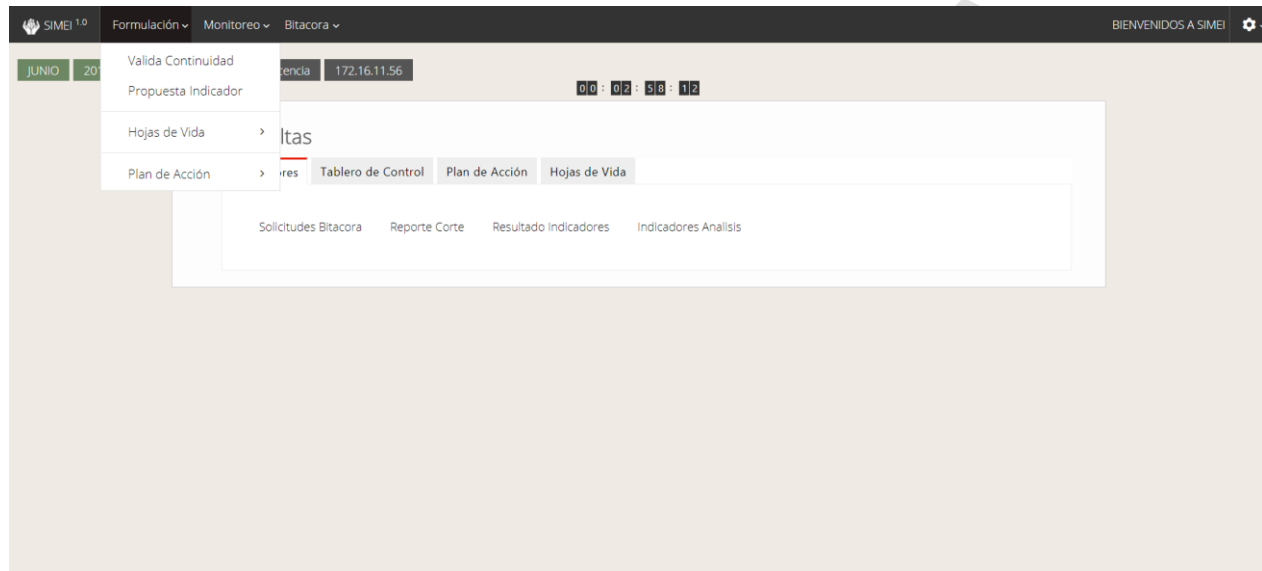 SIMEI 1.0 Formulación Monitoreo Bitacora BIENVENIDOS A SIMEI
Valida Continuidad
JUNIO 172.16.11.56
Propuesta Indicador
00 : 02 : 58 : 12
Hojas de Vida
Plan de Acción
Tablero de Control Plan de Acción Hojas de Vida
Solicitudes Bitacora Reporte Corte Resultado Indicadores Indicadores Analisis